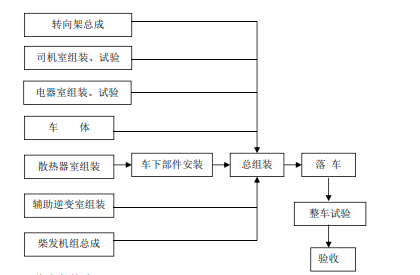 转向架总成
司机室组装、试验
电器室组装、试验
车 体
散热器室组装
车下部件安装
总组装
落 车
辅助逆变室组装
整车试验
柴发机组总成
验收